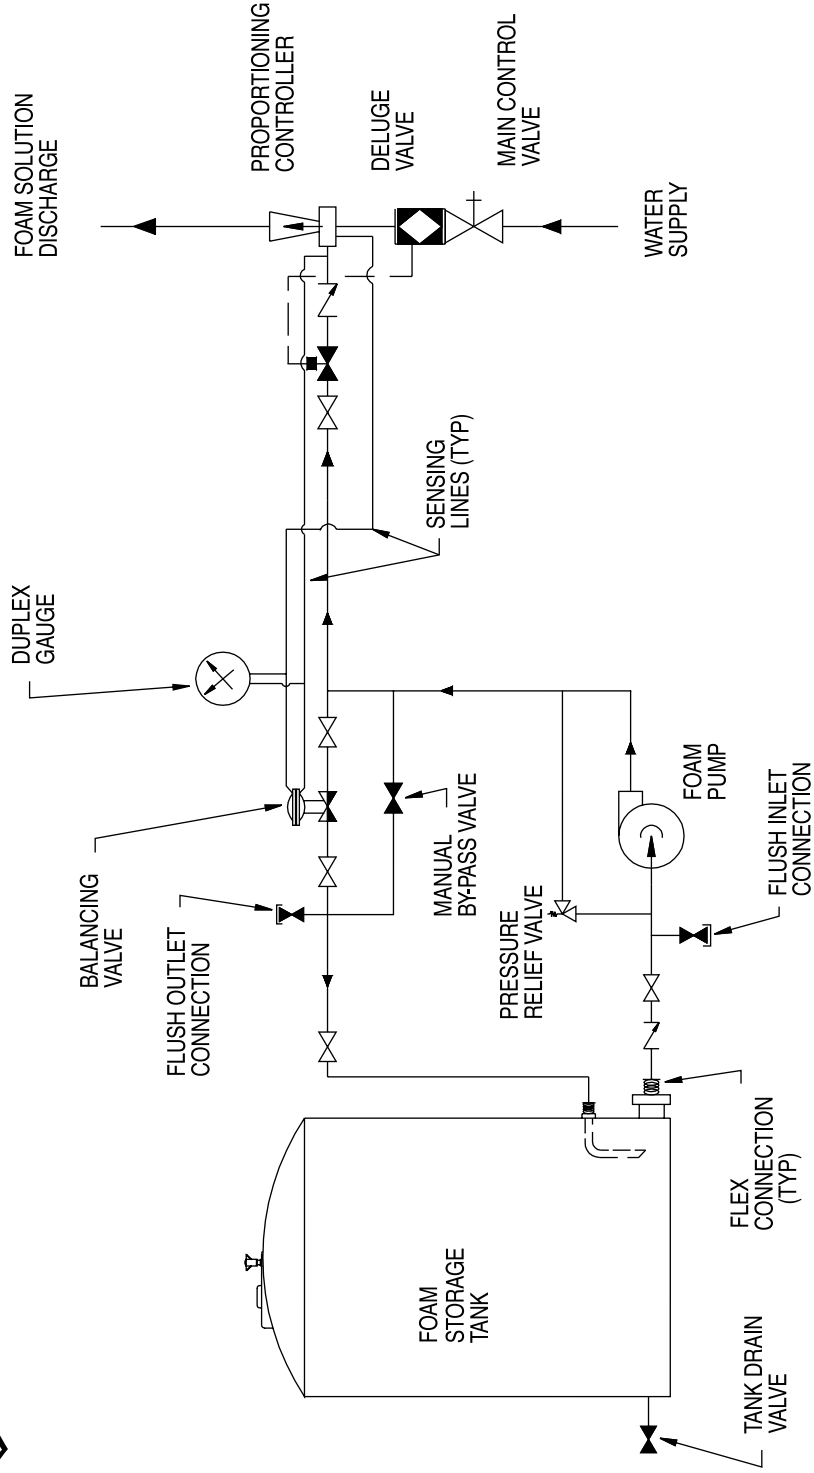 FOAM SOLUTION
DISCHARGE
PROPORTIONING
CONTROLLER
DELUGE
VALVE
MAIN CONTROL
VALVE
WATER
SUPPLY
SENSING
LINES (TYP)
DUPLEX
GAUGE
BALANCING
VALVE
FLUSH OUTLET
CONNECTION
MANUAL
BY-PASS VALVE
PRESSURE
RELIEF VALVE
FOAM
PUMP
FLUSH INLET
CONNECTION
FLEX
CONNECTION
(TYP)
FOAM
STORAGE
TANK
TANK DRAIN
VALVE